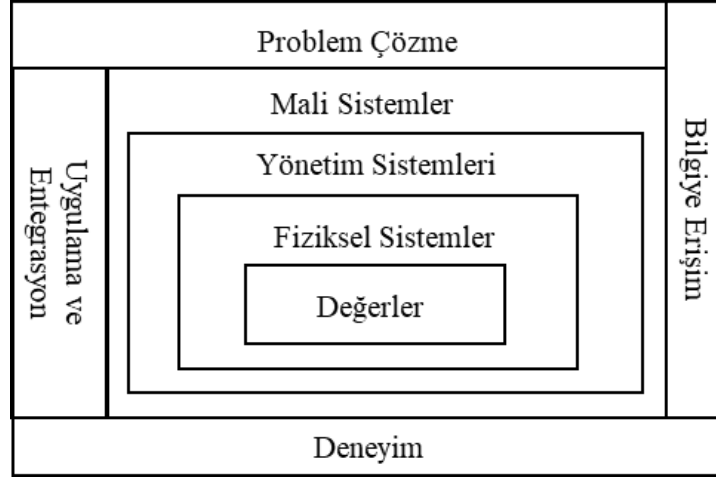 Problem Çözme
Mali Sistemler
Yönetim Sistemleri
Fiziksel Sistemler
Değerler
Uygulama ve
Entegrasyon
Bilgiye Erişim
Deneyim